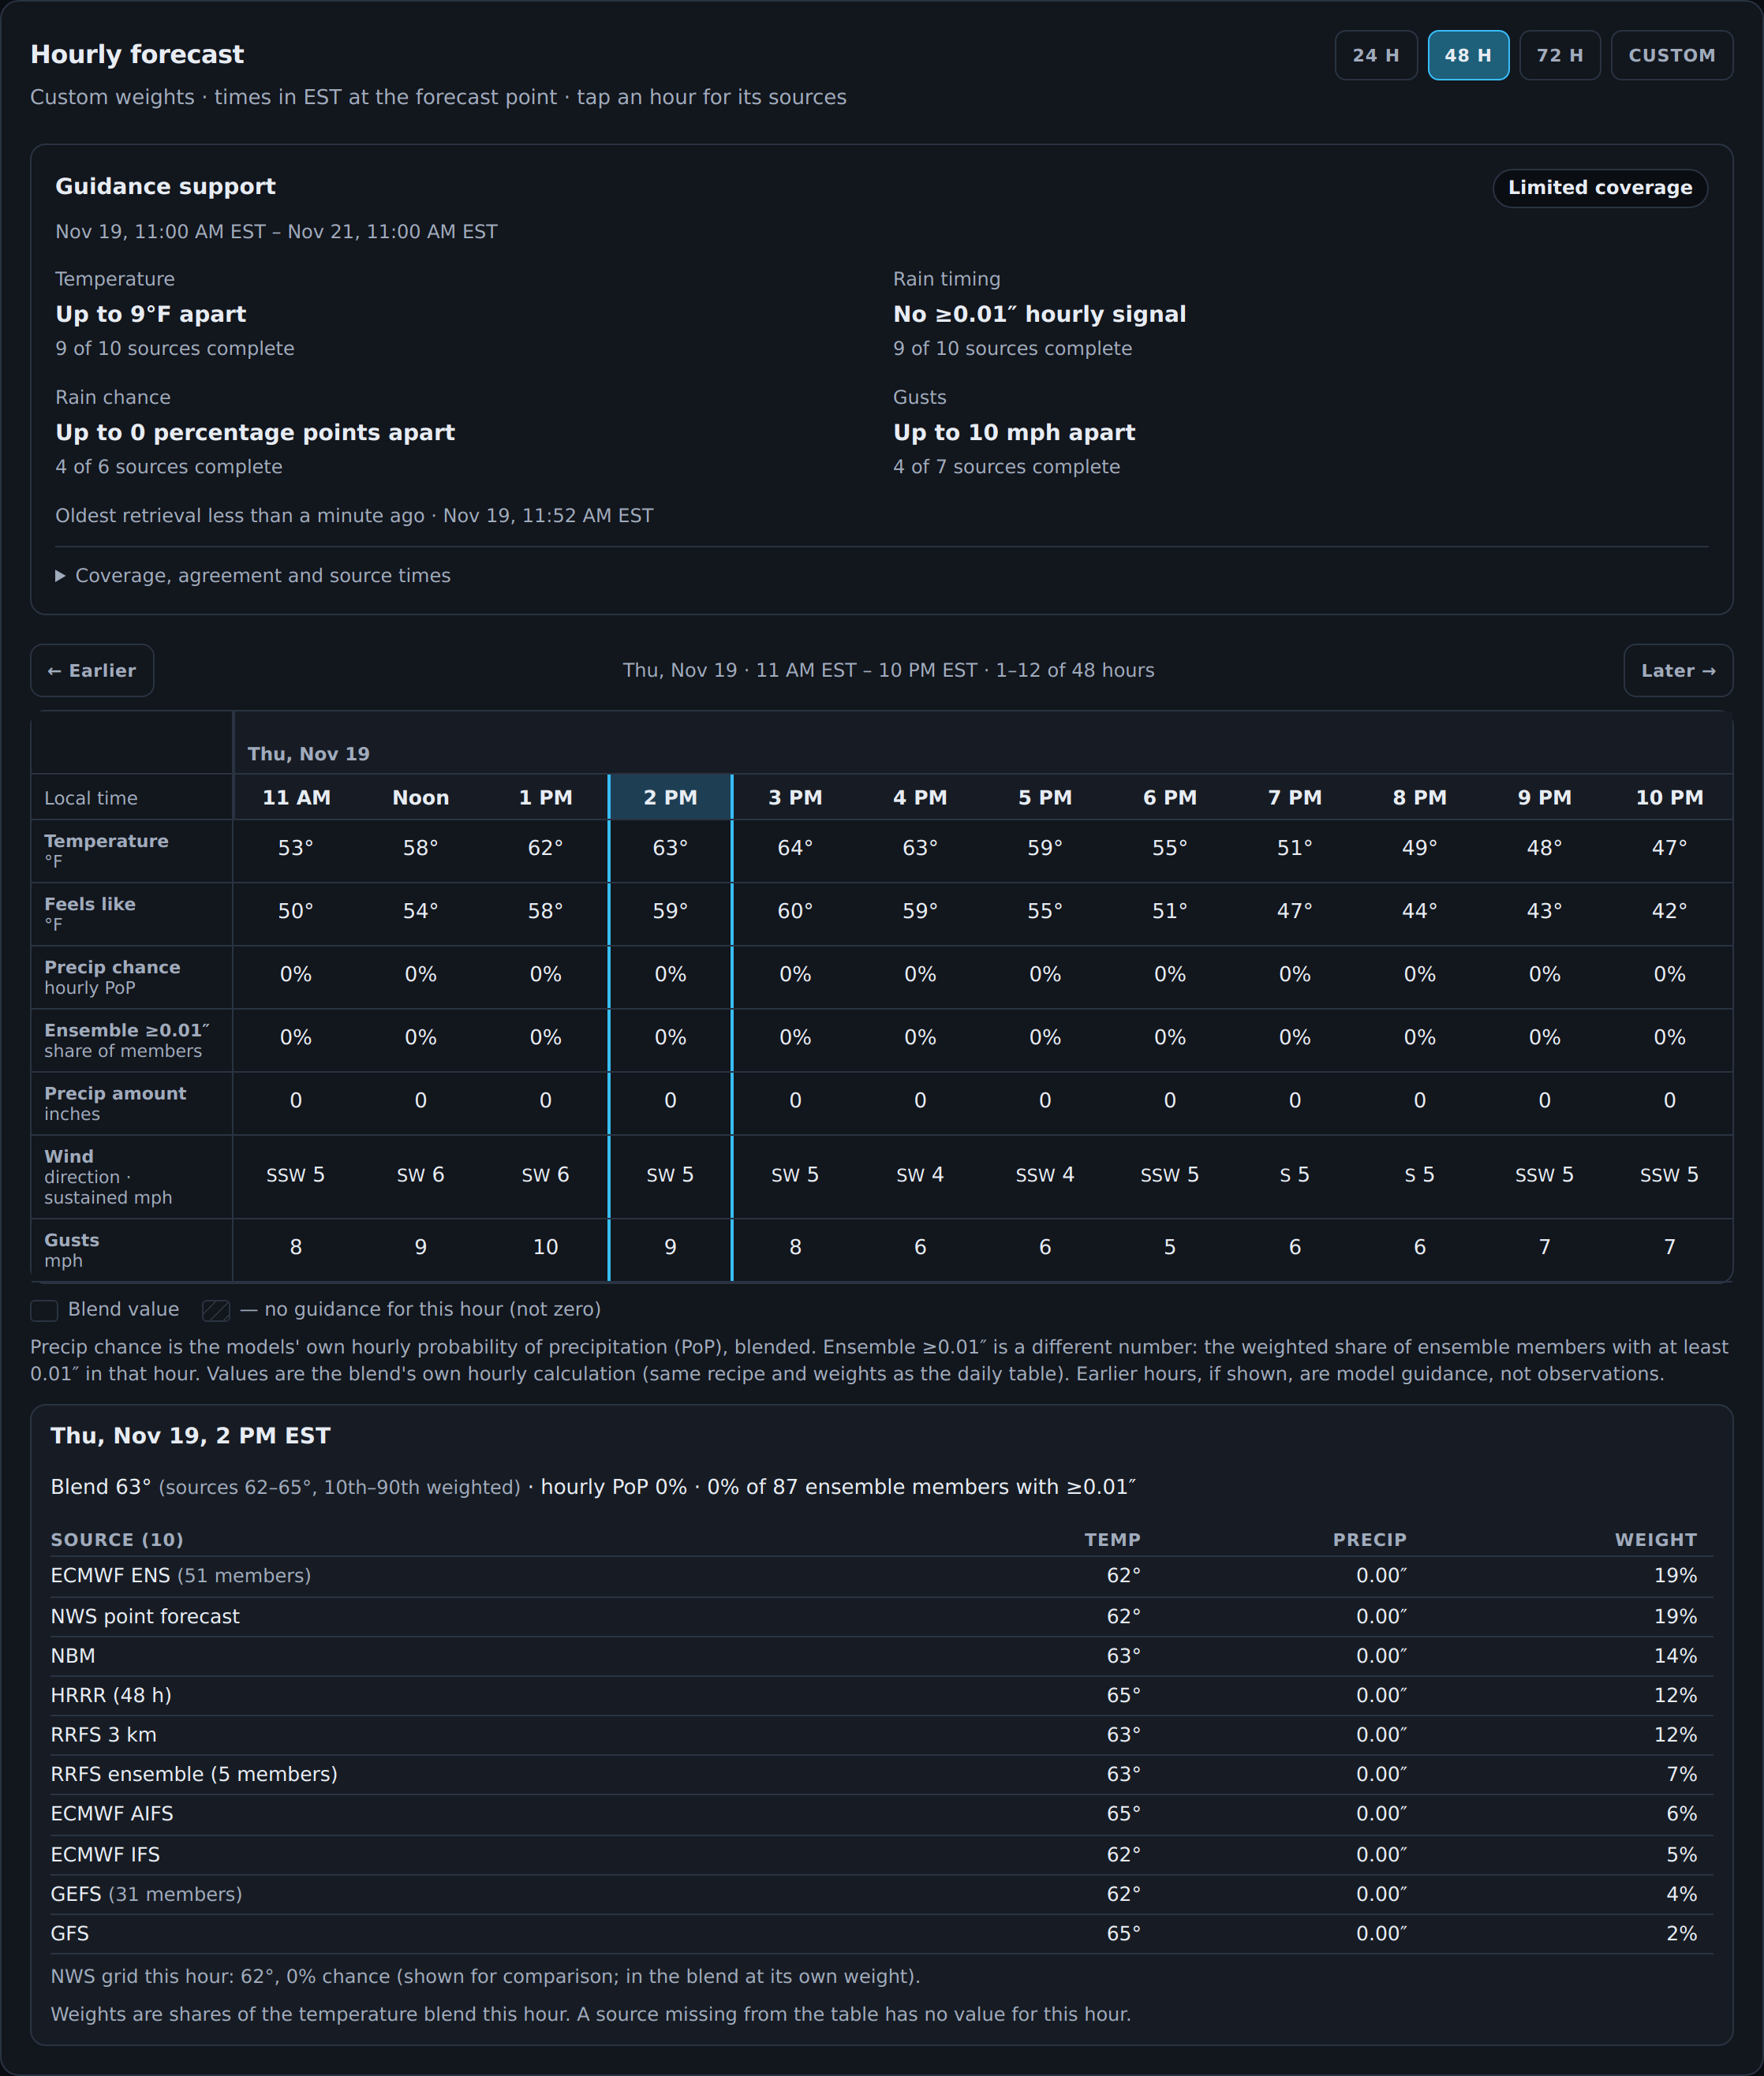 Hourly forecast
24 H 48 H 72 H CUSTOM
Custom weights · times in EST at the forecast point · tap an hour for its sources
Guidance support
Limited coverage
Nov 19, 11:00 AM EST – Nov 21, 11:00 AM EST
Temperature
Up to 9°F apart
9 of 10 sources complete
Rain timing
No ≥0.01″ hourly signal
9 of 10 sources complete
Rain chance
Up to 0 percentage points apart
4 of 6 sources complete
Gusts
Up to 10 mph apart
4 of 7 sources complete
Oldest retrieval less than a minute ago · Nov 19, 11:52 AM EST
▶ Coverage, agreement and source times
← Earlier
Thu, Nov 19 · 11 AM EST – 10 PM EST · 1–12 of 48 hours
Later →
Thu, Nov 19
Local time 11 AM Noon 1 PM 2 PM 3 PM 4 PM 5 PM 6 PM 7 PM 8 PM 9 PM 10 PM
Temperature
°F
53° 58° 62° 63° 64° 63° 59° 55° 51° 49° 48° 47°
Feels like
°F
50° 54° 58° 59° 60° 59° 55° 51° 47° 44° 43° 42°
Precip chance
hourly PoP
0% 0% 0% 0% 0% 0% 0% 0% 0% 0% 0% 0%
Ensemble ≥0.01″
share of members
0% 0% 0% 0% 0% 0% 0% 0% 0% 0% 0% 0%
Precip amount
inches
0 0 0 0 0 0 0 0 0 0 0 0
Wind
direction ·
sustained mph
SSW 5 SW 6 SW 6 SW 5 SW 5 SW 4 SSW 4 SSW 5 S 5 S 5 SSW 5 SSW 5
Gusts
mph
8 9 10 9 8 6 6 5 6 6 7 7
Blend value — no guidance for this hour (not zero)
Precip chance is the models' own hourly probability of precipitation (PoP), blended. Ensemble ≥0.01″ is a different number: the weighted share of ensemble members with at least
0.01″ in that hour. Values are the blend's own hourly calculation (same recipe and weights as the daily table). Earlier hours, if shown, are model guidance, not observations.
Thu, Nov 19, 2 PM EST
Blend 63° (sources 62–65°, 10th–90th weighted) · hourly PoP 0% · 0% of 87 ensemble members with ≥0.01″
SOURCE (10) TEMP PRECIP WEIGHT
ECMWF ENS (51 members) 62° 0.00″ 19%
NWS point forecast 62° 0.00″ 19%
NBM 63° 0.00″ 14%
HRRR (48 h) 65° 0.00″ 12%
RRFS 3 km 63° 0.00″ 12%
RRFS ensemble (5 members) 63° 0.00″ 7%
ECMWF AIFS 65° 0.00″ 6%
ECMWF IFS 62° 0.00″ 5%
GEFS (31 members) 62° 0.00″ 4%
GFS 65° 0.00″ 2%
NWS grid this hour: 62°, 0% chance (shown for comparison; in the blend at its own weight).
Weights are shares of the temperature blend this hour. A source missing from the table has no value for this hour.